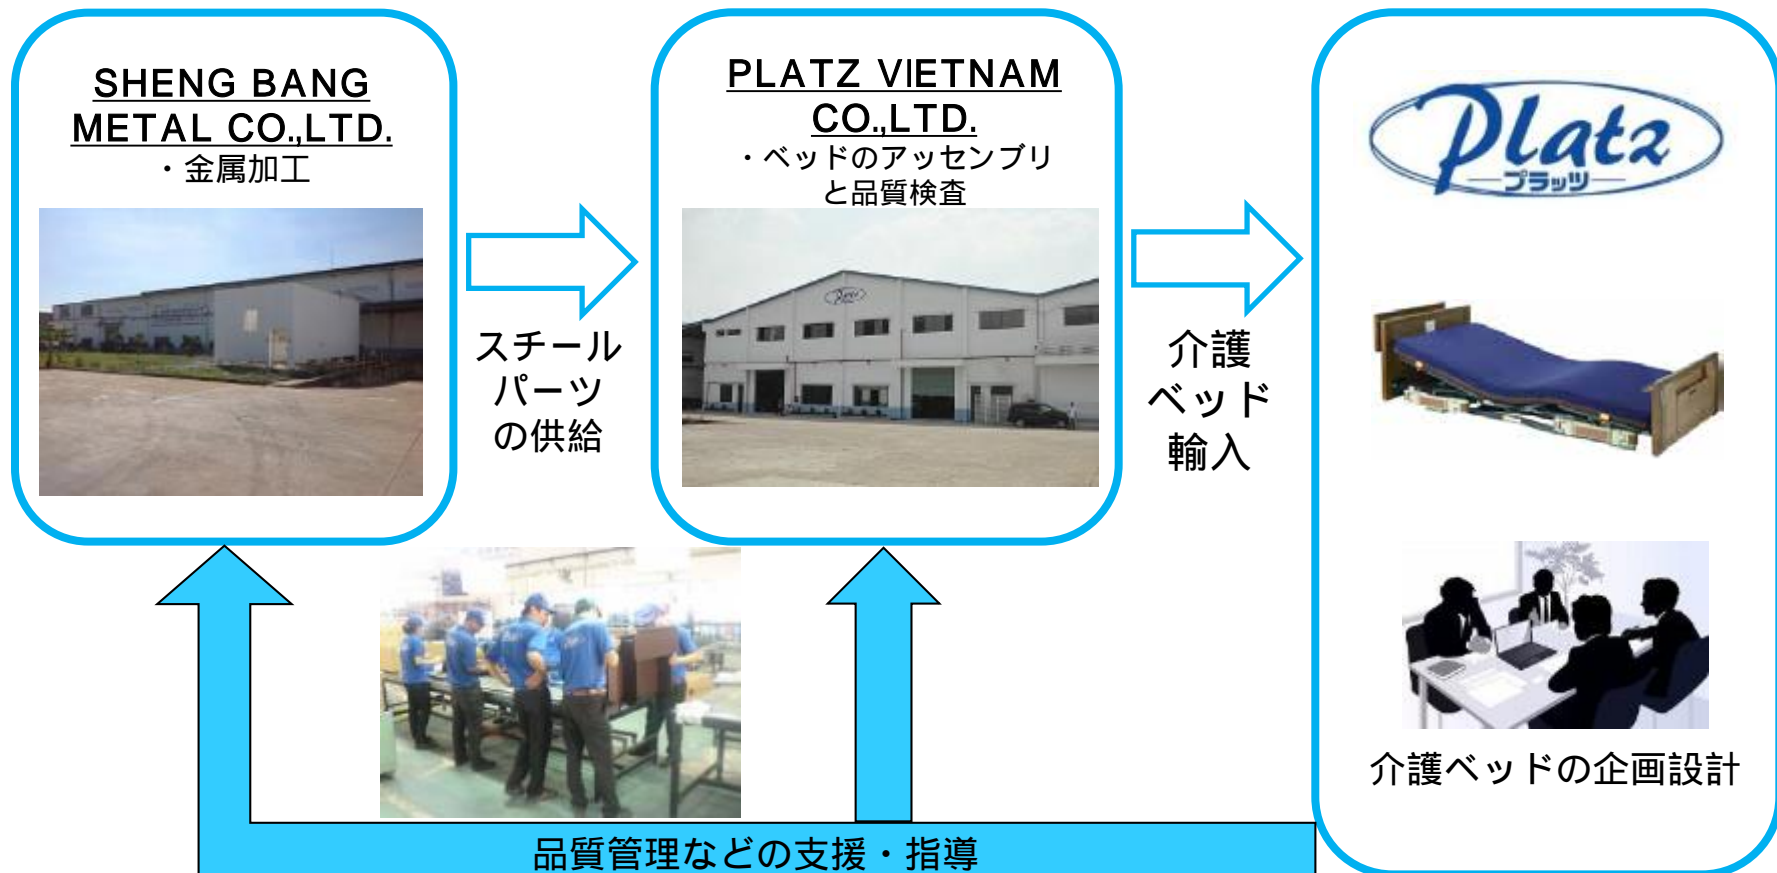 SHENG BANG
METAL CO.,LTD.
・金属加工
スチール
パーツ
の供給
PLATZ VIETNAM
CO.,LTD.
・ベッドのアッセンブリ
と品質検査
Platz
介護
ベッド
輸入
Platz
プラッツ
介護ベッドの企画設計
品質管理などの支援・指導